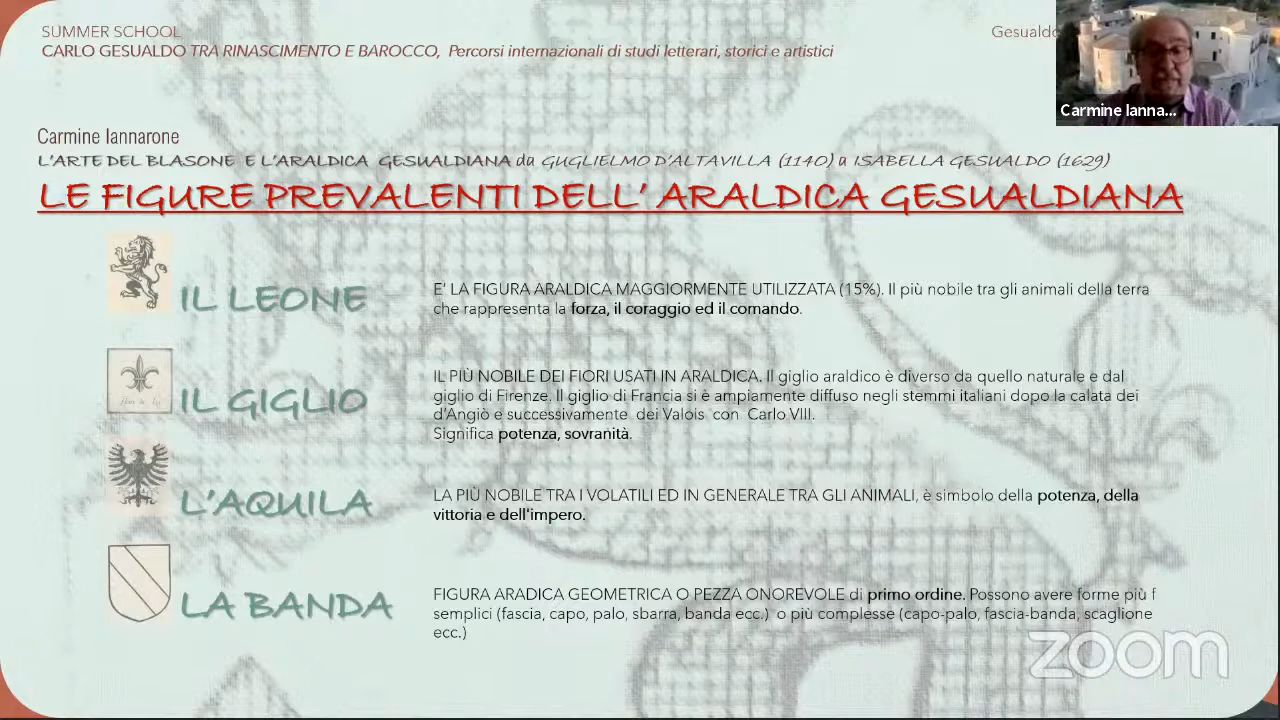 SUMMER SCHOOL
CARLO GESUALDO TRA RINASCIMENTO E BAROCCO, Percorsi internazionali di studi letterari, storici e artistici
Gesualdo
Carmine Ianna...
Carmine Iannarone
L'ARTE DEL BLASONE E L'ARALDICA GESUALDIANA da GUGLIELMO D'ALTAVILLA (1140) a ISABELLA GESUALDO (1629)
LE FIGURE PREVALENTI DELL' ARALDICA GESUALDIANA
IL LEONE
E' LA FIGURA ARALDICA MAGGIORMENTE UTILIZZATA (15%). Il più nobile tra gli animali della terra
che rappresenta la forza, il coraggio ed il comando.
IL GIGLIO
IL PIÙ NOBILE DEI FIORI USATI IN ARALDICA. Il giglio araldico è diverso da quello naturale e dal
giglio di Firenze. Il giglio di Francia si è ampiamente diffuso negli stemmi italiani dopo la calata dei
d'Angiò e successivamente dei Valois con Carlo VIII.
Significa potenza, sovranità.
L'AQUILA
LA PIÙ NOBILE TRA I VOLATILI ED IN GENERALE TRA GLI ANIMALI, è simbolo della potenza, della
vittoria e dell'impero.
LA BANDA
FIGURA ARADICA GEOMETRICA O PEZZA ONOREVOLE di primo ordine. Possono avere forme più f
semplici (fascia, capo, palo, sbarra, banda ecc.) o più complesse (capo-palo, fascia-banda, scaglione
ecc.)
zoom